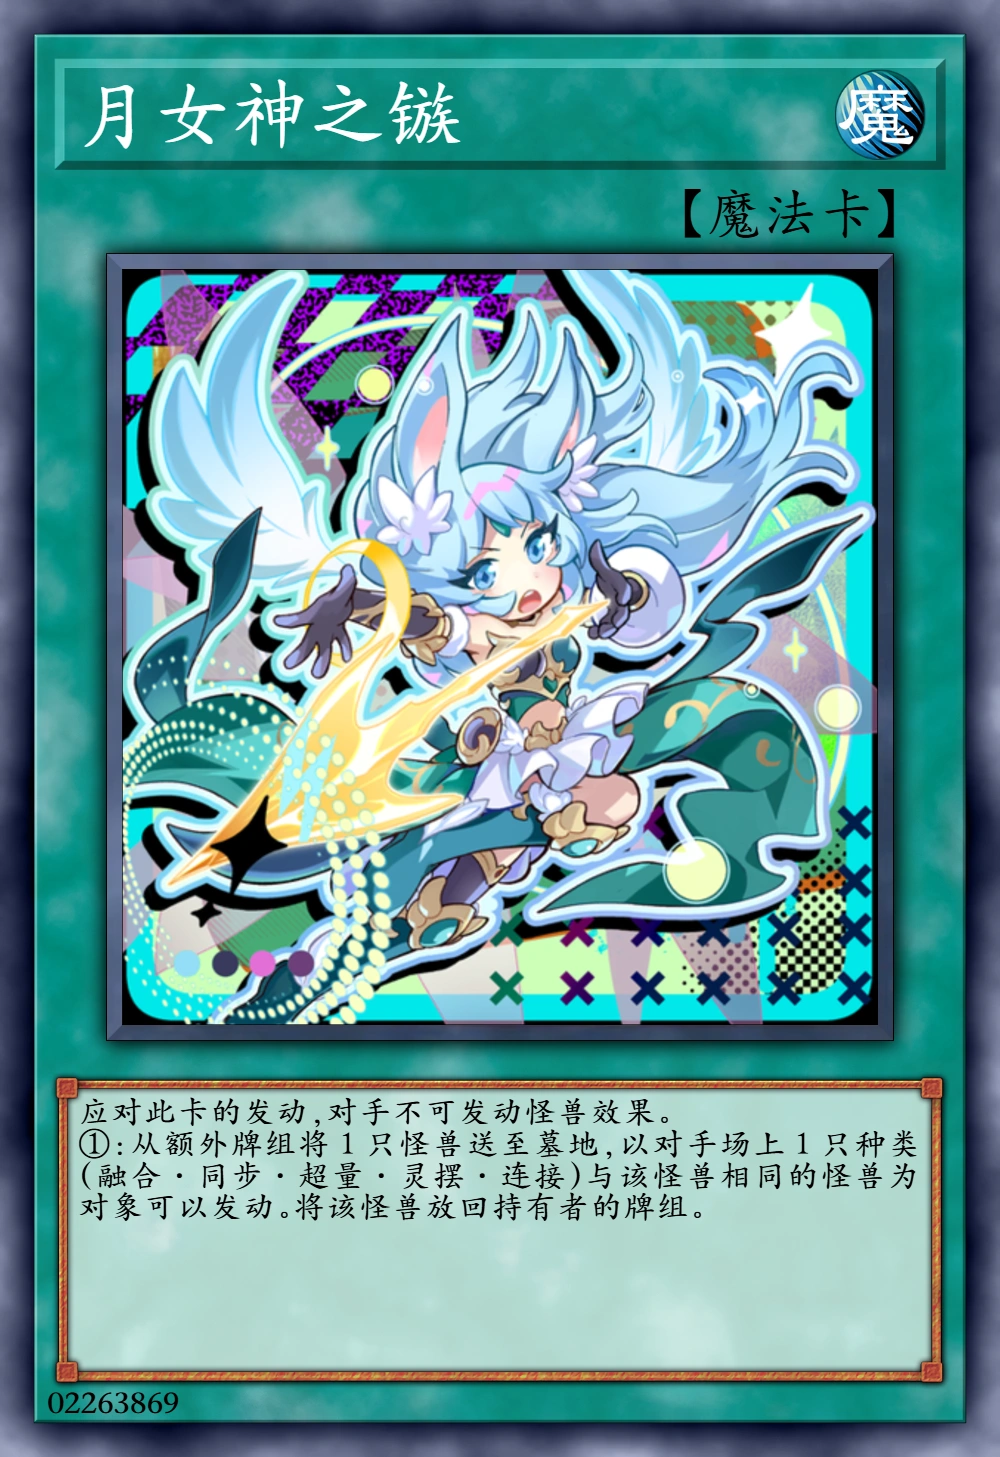 月女神之镞
魔
【魔法卡】
应对此卡的发动,对手不可发动怪兽效果。
①:从额外牌组将1只怪兽送至墓地,以对手场上1只种类
(融合·同步·超量·灵摆·连接)与该怪兽相同的怪兽为
对象可以发动。将该怪兽放回持有者的牌组。
02263869